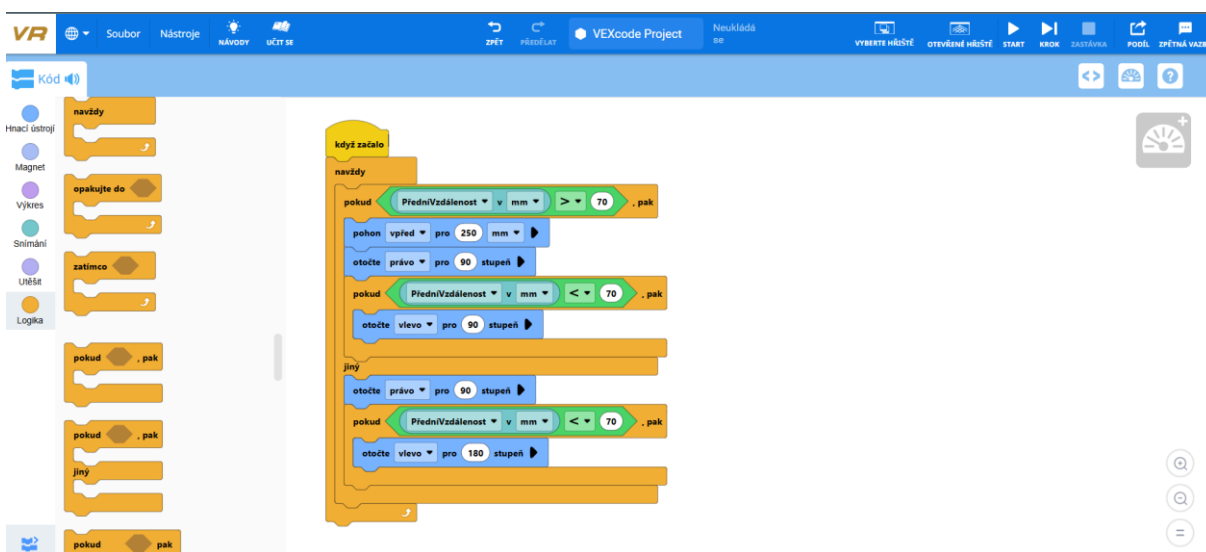 VR
Soubor
Nástroje
NÁVODY
UČIT SE
ZPĚT
PŘEDĚLAT
VEXcode Project
Neukládá
se
VYBERTE HŘIŠTĚ
OTEVŘENÉ HŘIŠTĚ
START
KROK
ZASTÁVKA
PODÍL
ZPĚTNÁ VAZB
Kód
Hnací ústrojí
Magnet
Výkres
Snímání
Utěšit
Logika
navždy
opakujte do
zatímco
pokud , pak
pokud , pak
jiný
pokud pak
když začalo
navždy
pokud PředníVzdálenost v mm > 70 , pak
pohon vpřed pro 250 mm
otočte právo pro 90 stupeň
pokud PředníVzdálenost v mm < 70 , pak
otočte vlevo pro 90 stupeň
jiný
otočte právo pro 90 stupeň
pokud PředníVzdálenost v mm < 70 , pak
otočte vlevo pro 180 stupeň